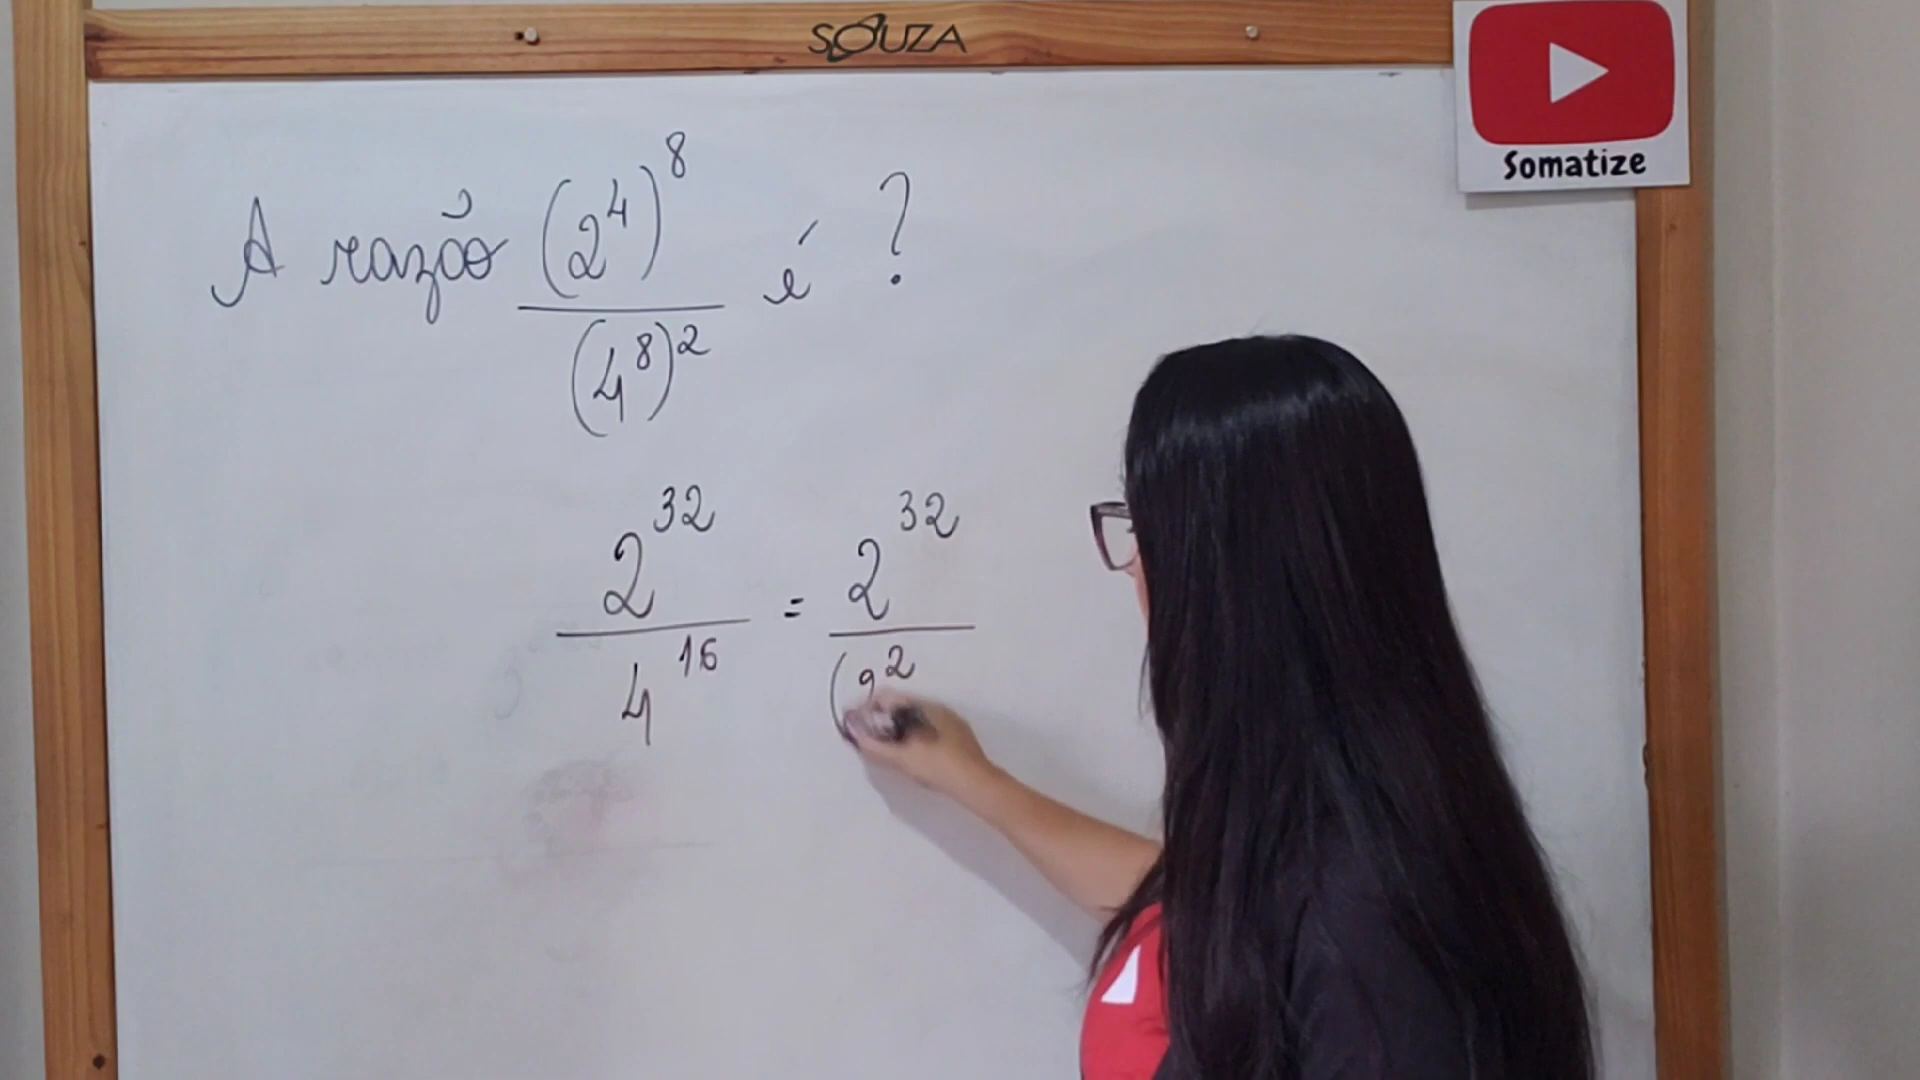 SOUZA
Somatize
A razão (2^4)^8 / (4^8)^2 é ?
2^32 / 4^16 = 2^32 / (2^2